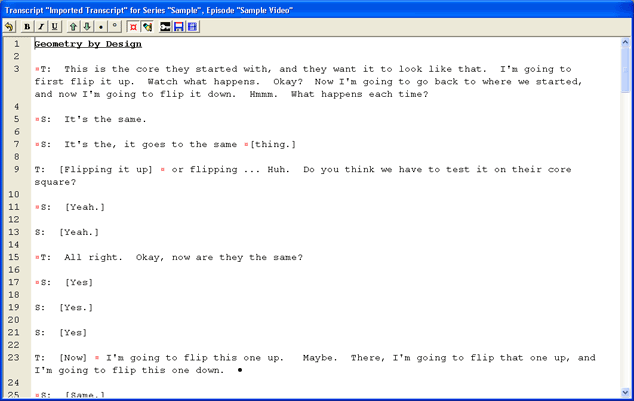 Transcript "Imported Transcript" for Series "Sample", Episode "Sample Video"
B I U
1 Geometry by Design
2
3 ¤T:  This is the core they started with, and they want it to look like that.  I'm going to
first flip it up.  Watch what happens.  Okay?  Now I'm going to go back to where we started,
and now I'm going to flip it down.  Hmmm.  What happens each time?
4
5 ¤S:  It's the same.
6
7 ¤S:  It's the, it goes to the same ¤[thing.]
8
9 T:  [Flipping it up] ¤ or flipping ... Huh.  Do you think we have to test it on their core
square?
10
11 ¤S:  [Yeah.]
12
13 S:  [Yeah.]
14
15 ¤T:  All right.  Okay, now are they the same?
16
17 ¤S:  [Yes]
18
19 S:  [Yes.]
20
21 S:  [Yes]
22
23 T:  [Now] ¤ I'm going to flip this one up.   Maybe.  There, I'm going to flip that one up, and
I'm going to flip this one down.  •
24
25 ¤S:  [Same.]